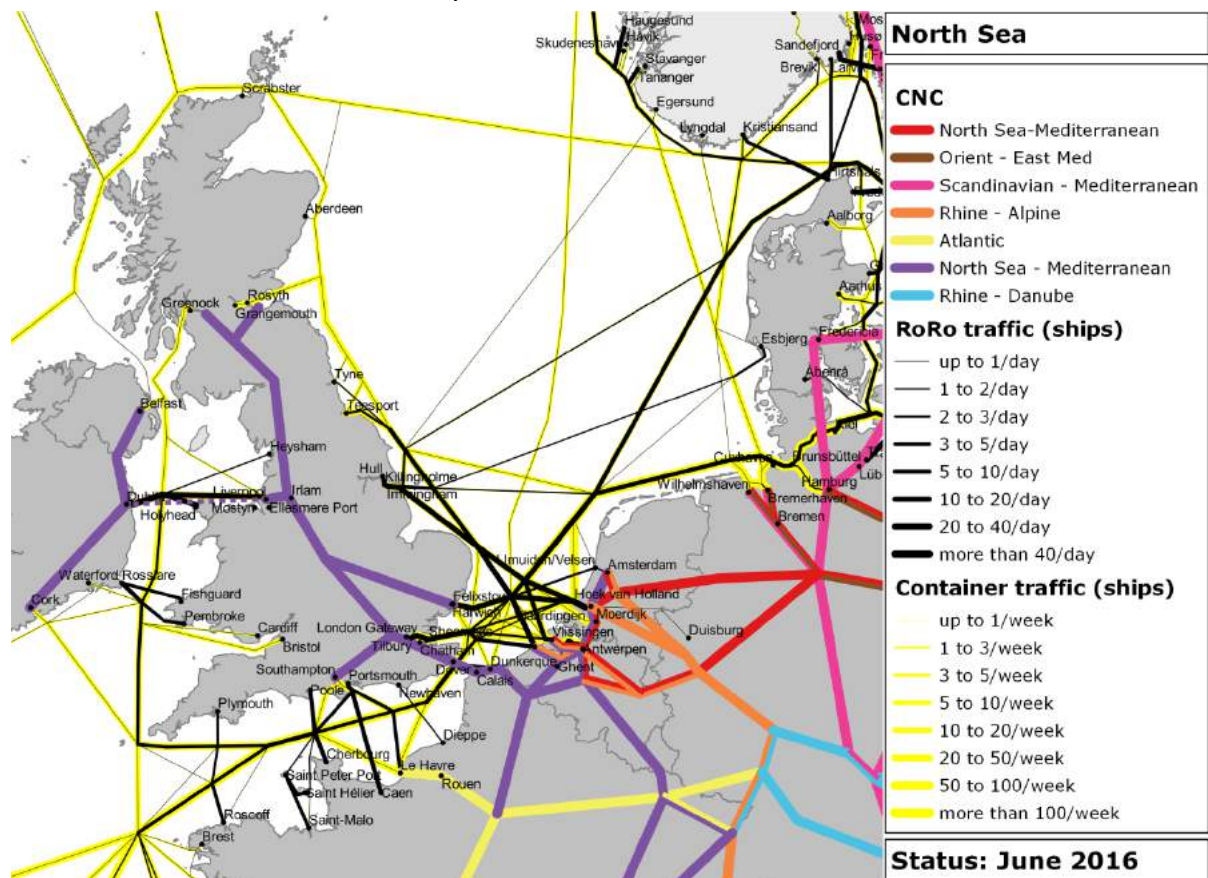 North Sea
CNC
North Sea-Mediterranean
Orient - East Med
Scandinavian - Mediterranean
Rhine - Alpine
Atlantic
North Sea - Mediterranean
Rhine - Danube
RoRo traffic (ships)
up to 1/day
1 to 2/day
2 to 3/day
3 to 5/day
5 to 10/day
10 to 20/day
20 to 40/day
more than 40/day
Container traffic (ships)
up to 1/week
1 to 3/week
3 to 5/week
5 to 10/week
10 to 20/week
20 to 50/week
50 to 100/week
more than 100/week
Status: June 2016
Haugesund
Håvik
Stavanger
Tananger
Egersund
Lyngdal
Kristiansand
Sandefjord
Brevik
Scrabster
Aberdeen
Aalborg
Rosyth
Greenock
Grangemouth
Esbjerg
Fredericia
Tyne
Teesport
Belfast
Heysham
Hull
Killingholme
Immingham
Cuxhaven
Brunsbüttel
Wilhelmshaven
Hamburg
Bremerhaven
Bremen
Liverpool
Irlam
Holyhead
Mostyn
Ellesmere Port
IJmuiden/Velsen
Amsterdam
Waterford
Rosslare
Fishguard
Felixstowe
Harwich
Hoek van Holland
Moerdijk
Cork
Pembroke
Cardiff
Bristol
London Gateway
Tilbury
Chatham
Vlissingen
Duisburg
Antwerpen
Ghent
Southampton
Portsmouth
Dover
Dunkerque
Calais
Poole
Newhaven
Plymouth
Dieppe
Cherbourg
Le Havre
Saint Peter Port
Rouen
Saint Hélier
Caen
Roscoff
Saint-Malo
Brest